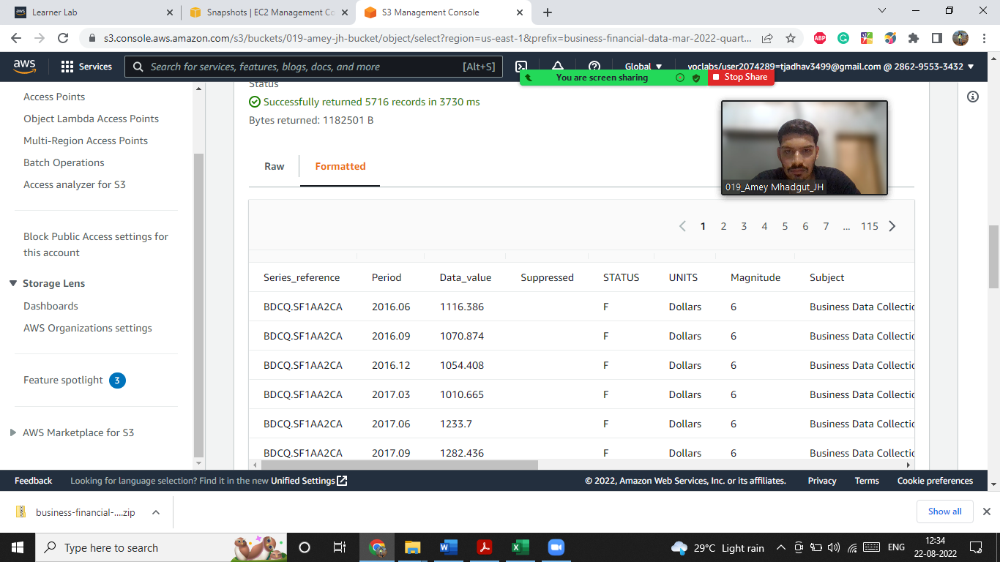 Learner Lab
Snapshots | EC2 Management Co
S3 Management Console
s3.console.aws.amazon.com/s3/buckets/019-amey-jh-bucket/object/select?region=us-east-1&prefix=business-financial-data-mar-2022-quart...
aws Services Search for services, features, blogs, docs, and more [Alt+S] Global voclabs/user2074289=tjadhav3499@gmail.com @ 2862-9553-3432
You are screen sharing Stop Share
Access Points
Object Lambda Access Points
Multi-Region Access Points
Batch Operations
Access analyzer for S3
Block Public Access settings for
this account
Storage Lens
Dashboards
AWS Organizations settings
Feature spotlight 3
AWS Marketplace for S3
Status
Successfully returned 5716 records in 3730 ms
Bytes returned: 1182501 B
Raw Formatted
019_Amey Mhadgut_JH
1 2 3 4 5 6 7 ... 115
Series_reference Period Data_value Suppressed STATUS UNITS Magnitude Subject
BDCQ.SF1AA2CA 2016.06 1116.386 F Dollars 6 Business Data Collectio
BDCQ.SF1AA2CA 2016.09 1070.874 F Dollars 6 Business Data Collectio
BDCQ.SF1AA2CA 2016.12 1054.408 F Dollars 6 Business Data Collectio
BDCQ.SF1AA2CA 2017.03 1010.665 F Dollars 6 Business Data Collectio
BDCQ.SF1AA2CA 2017.06 1233.7 F Dollars 6 Business Data Collectio
BDCQ.SF1AA2CA 2017.09 1282.436 F Dollars 6 Business Data Collectio
Feedback Looking for language selection? Find it in the new Unified Settings © 2022, Amazon Web Services, Inc. or its affiliates. Privacy Terms Cookie preferences
business-financial-....zip Show all
Type here to search 29°C Light rain ENG 12:34
22-08-2022